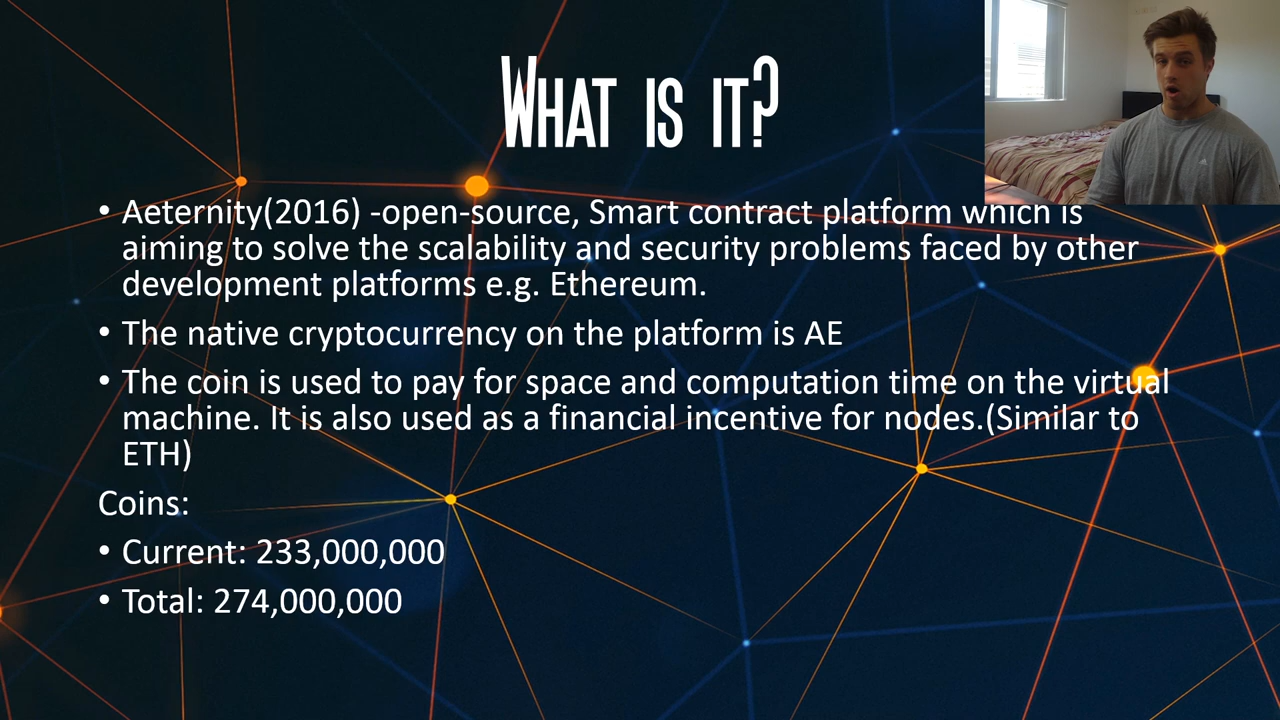 What is it?
• Aeternity(2016) -open-source, Smart contract platform which is
aiming to solve the scalability and security problems faced by other
development platforms e.g. Ethereum.
• The native cryptocurrency on the platform is AE
• The coin is used to pay for space and computation time on the virtual
machine. It is also used as a financial incentive for nodes.(Similar to
ETH)
Coins:
• Current: 233,000,000
• Total: 274,000,000